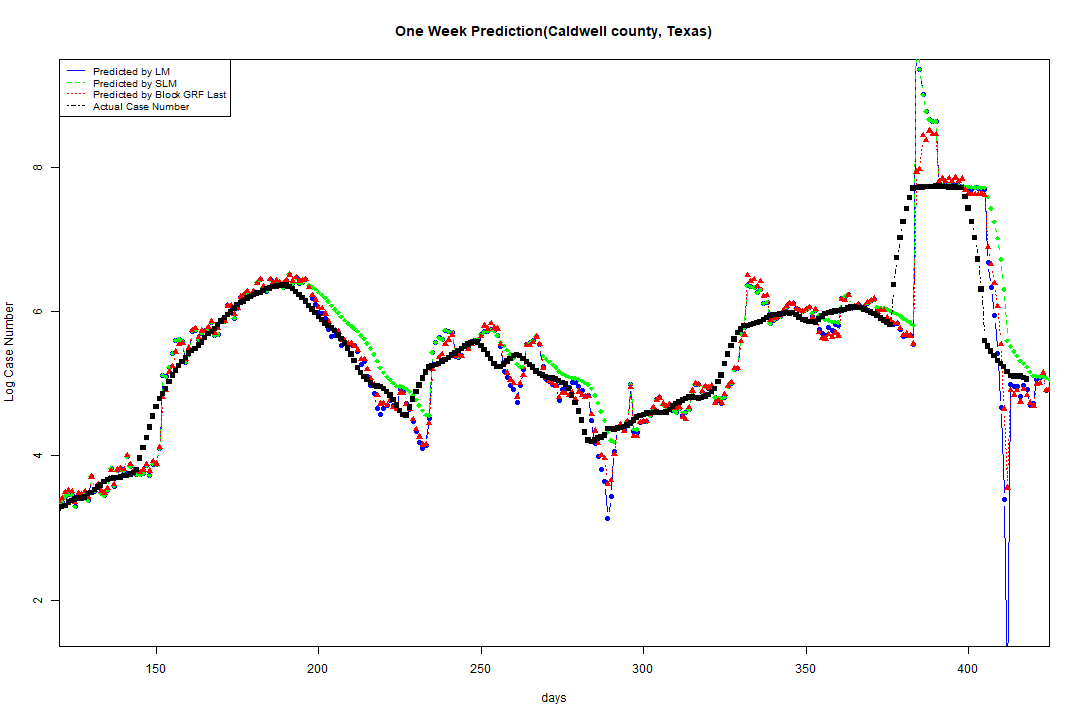 One Week Prediction(Caldwell county, Texas)
Predicted by LM
Predicted by SLM
Predicted by Block GRF Last
Actual Case Number
Log Case Number
8
6
4
2
150 200 250 300 350 400
days